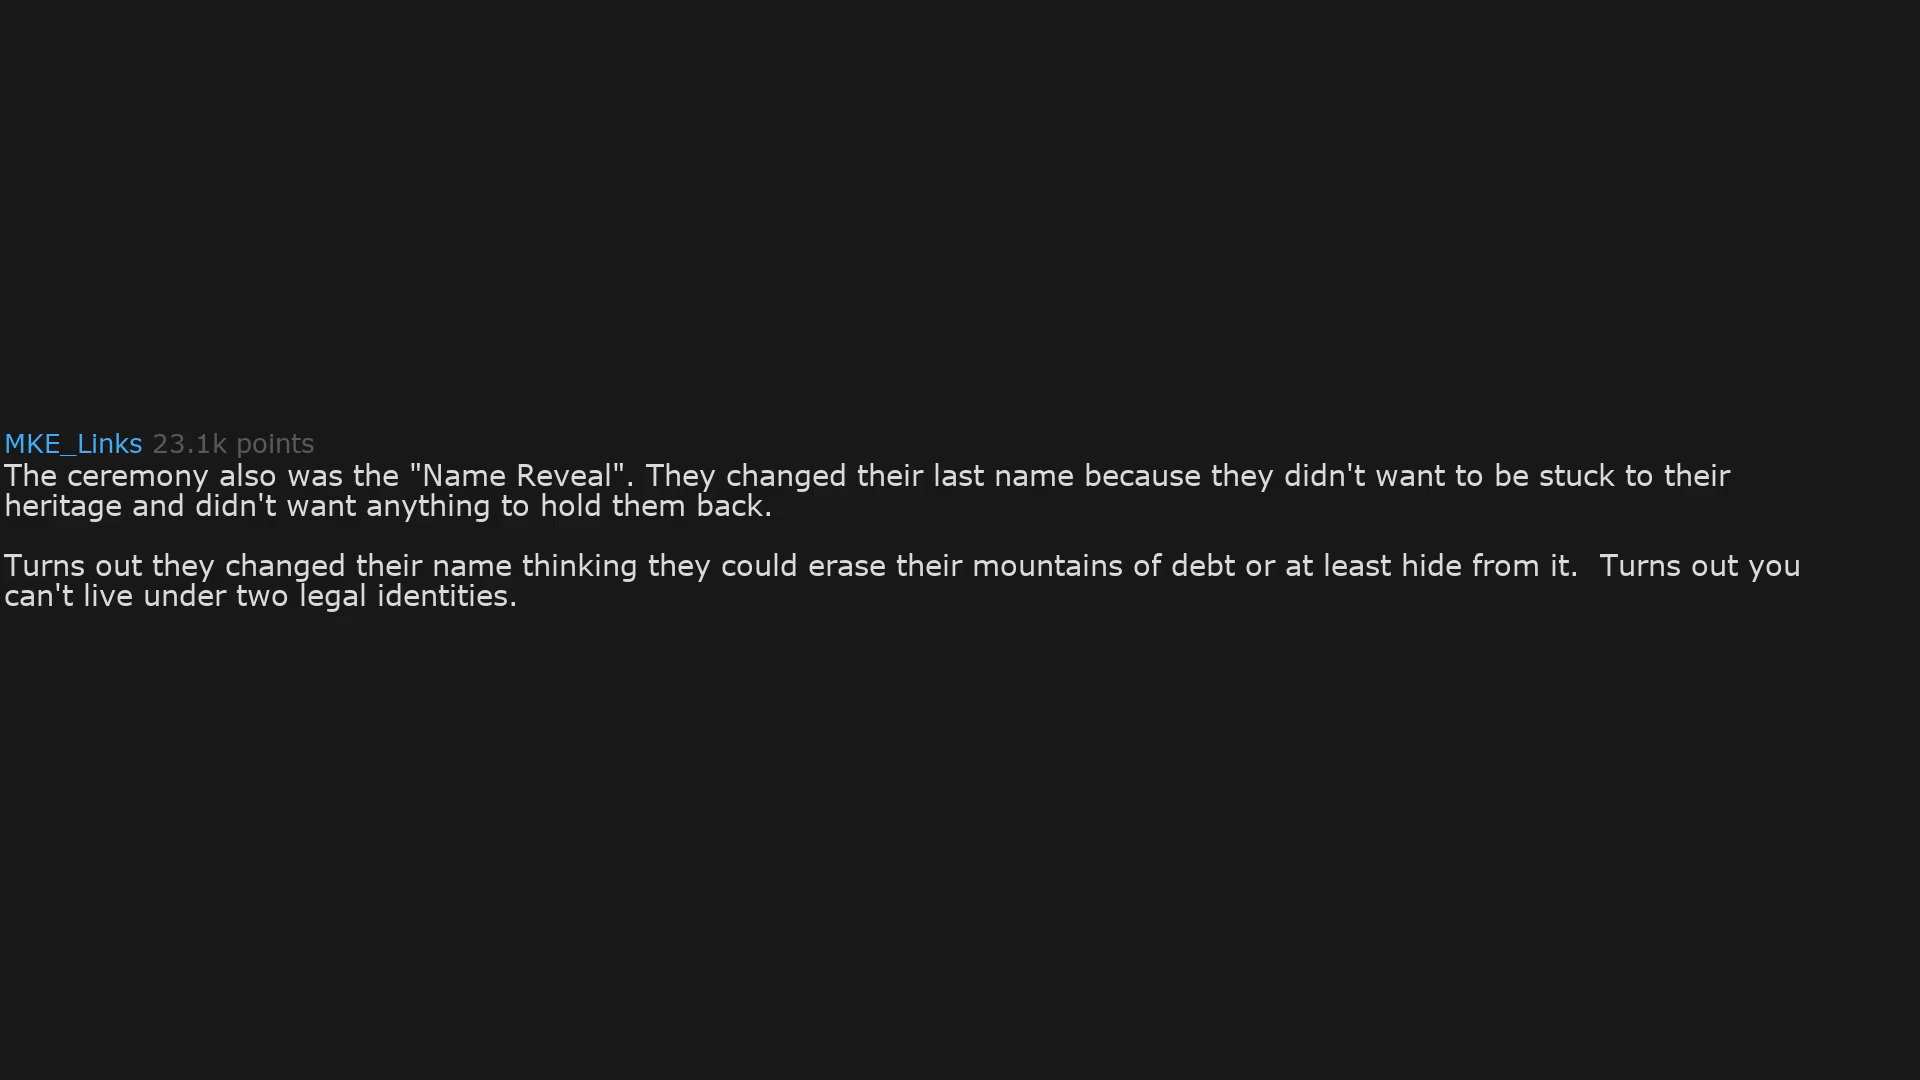 MKE_Links 23.1k points
The ceremony also was the "Name Reveal". They changed their last name because they didn't want to be stuck to their
heritage and didn't want anything to hold them back.
Turns out they changed their name thinking they could erase their mountains of debt or at least hide from it.  Turns out you
can't live under two legal identities.